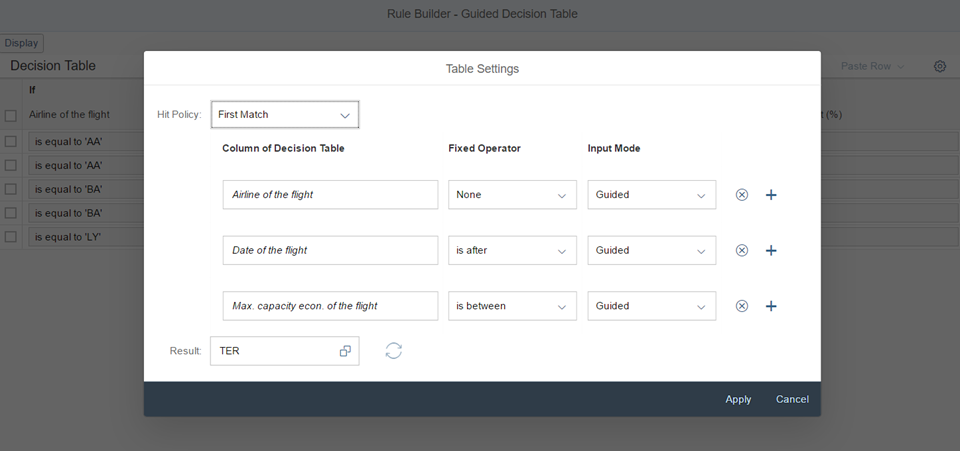 Rule Builder - Guided Decision Table
Display
Decision Table
Paste Row
If
Airline of the flight
(%)
is equal to 'AA'
is equal to 'AA'
is equal to 'BA'
is equal to 'BA'
is equal to 'LY'
Table Settings
Hit Policy: First Match
Column of Decision Table Fixed Operator Input Mode
Airline of the flight None Guided
Date of the flight is after Guided
Max. capacity econ. of the flight is between Guided
Result: TER
Apply Cancel